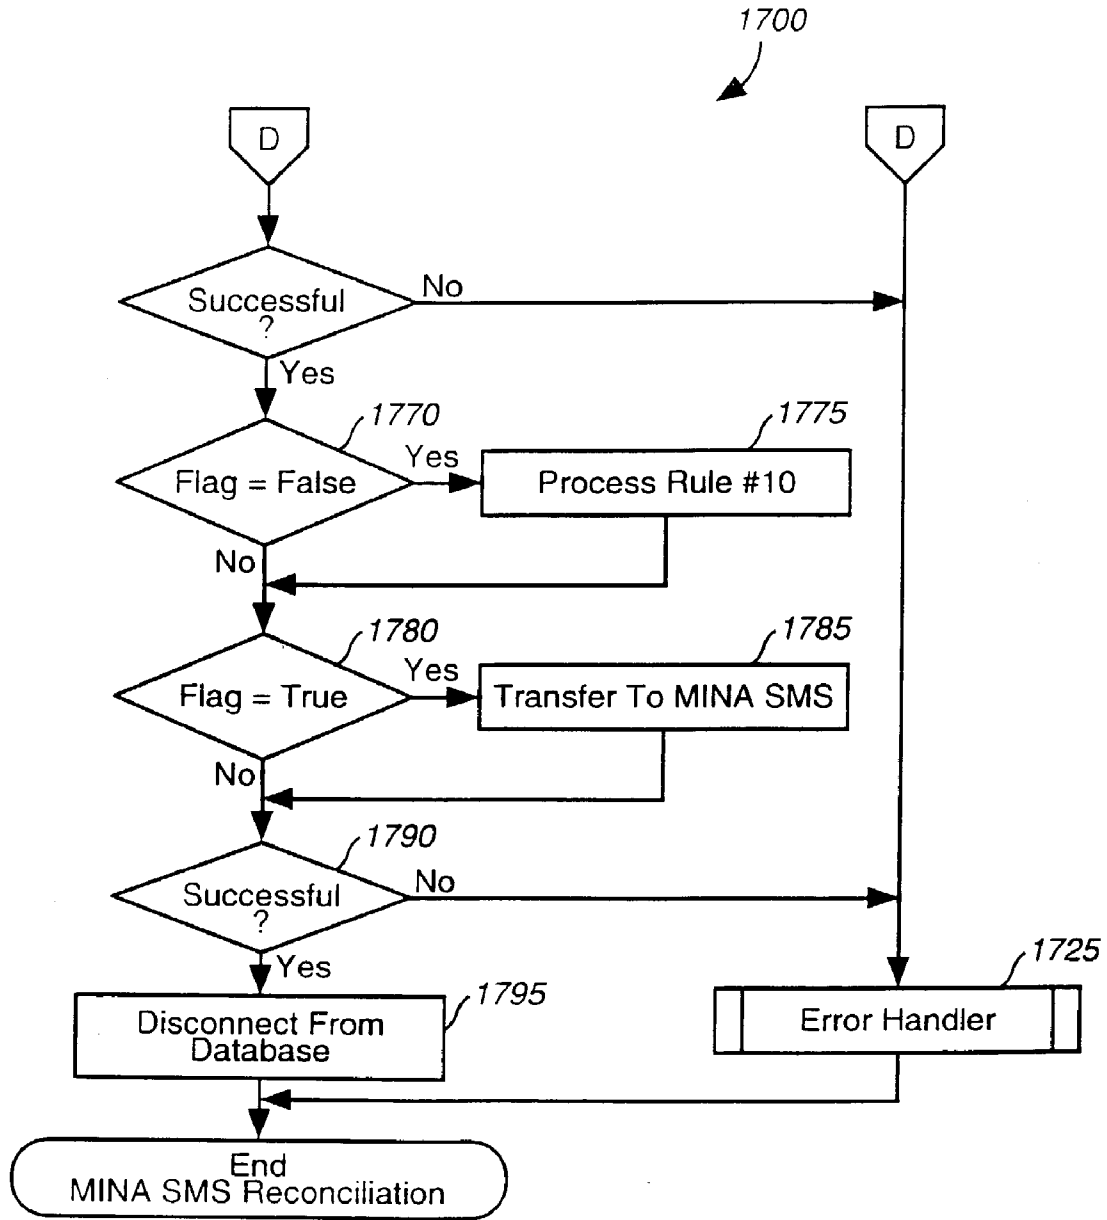 1700
D
D
Successful
?
No
Yes
1770
Flag = False
Yes
1775
Process Rule #10
No
1780
Flag = True
Yes
1785
Transfer To MINA SMS
No
1790
Successful
?
No
Yes
1795
Disconnect From
Database
1725
Error Handler
End
MINA SMS Reconciliation